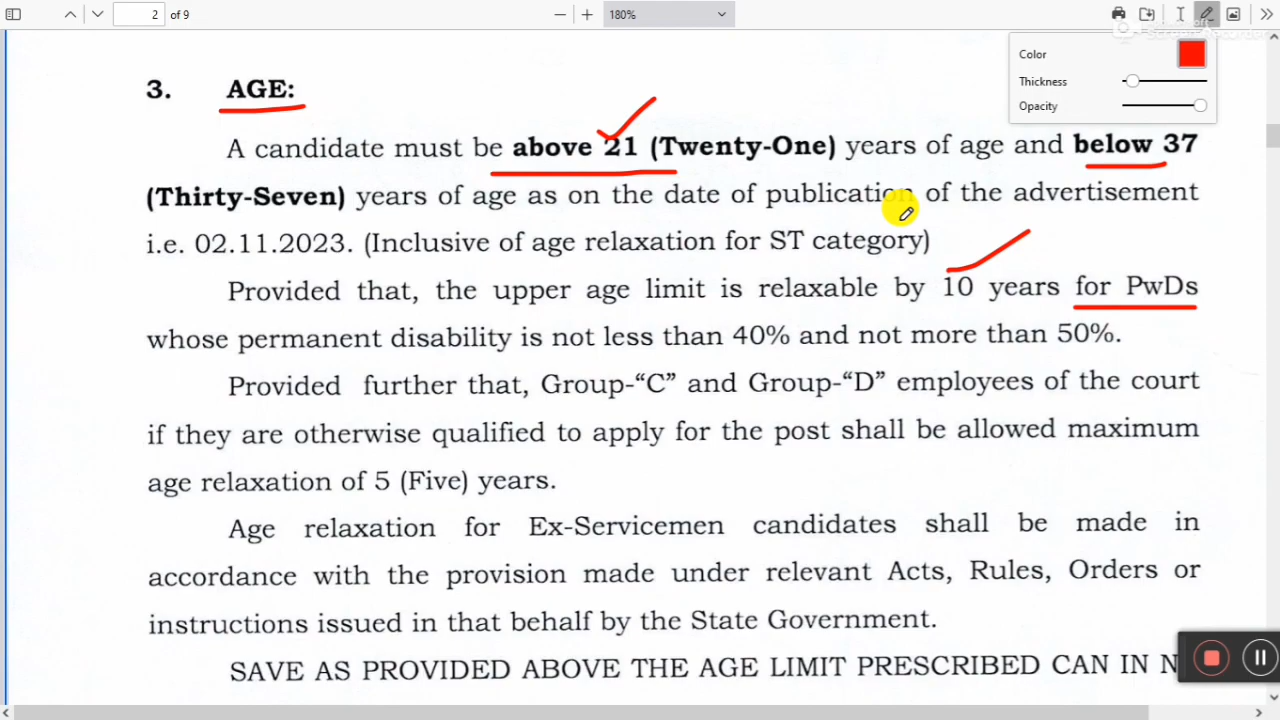 2 of 9
180%
Color
Thickness
Opacity
3. AGE:
A candidate must be above 21 (Twenty-One) years of age and below 37
(Thirty-Seven) years of age as on the date of publication of the advertisement
i.e. 02.11.2023. (Inclusive of age relaxation for ST category)
Provided that, the upper age limit is relaxable by 10 years for PwDs
whose permanent disability is not less than 40% and not more than 50%.
Provided further that, Group-“C” and Group-“D” employees of the court
if they are otherwise qualified to apply for the post shall be allowed maximum
age relaxation of 5 (Five) years.
Age relaxation for Ex-Servicemen candidates shall be made in
accordance with the provision made under relevant Acts, Rules, Orders or
instructions issued in that behalf by the State Government.
SAVE AS PROVIDED ABOVE THE AGE LIMIT PRESCRIBED CAN IN